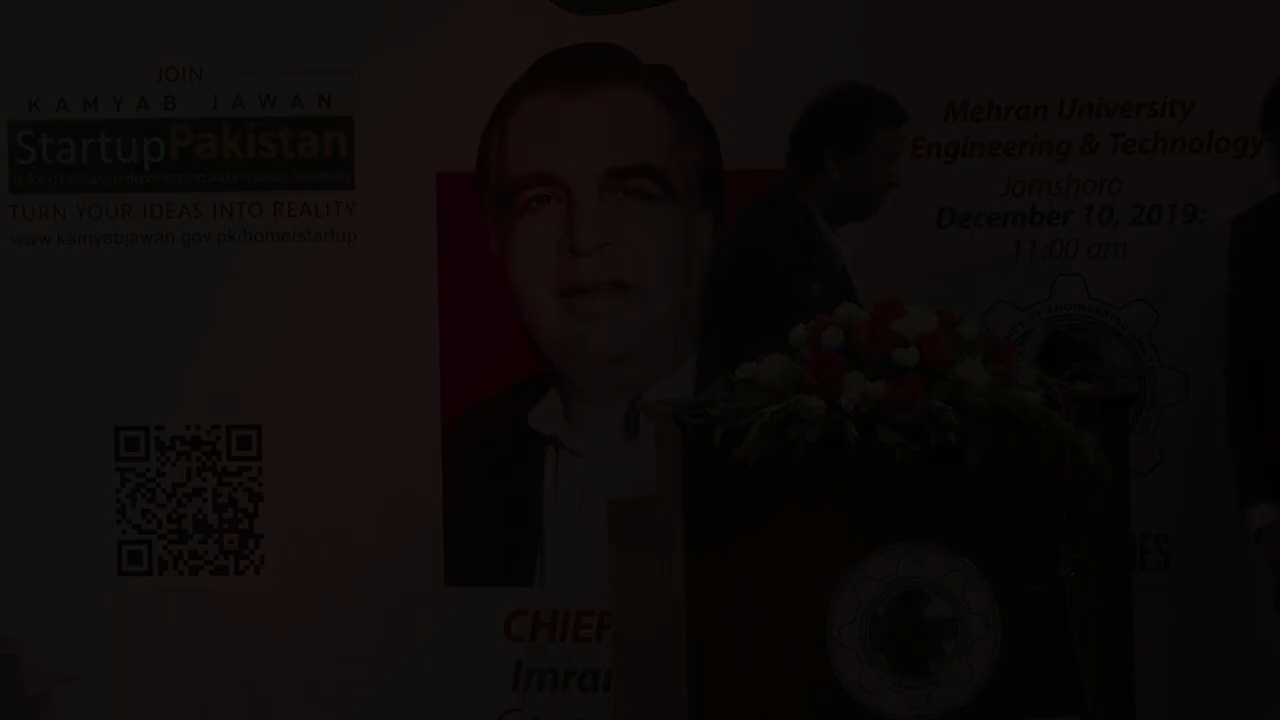 JOIN
KAMYAB JAWAN
StartupPakistan
TURN YOUR IDEAS INTO REALITY
www.kamyabjawan.gov.pk/home/startup
Mehran University
Engineering & Technology
Jamshoro
December 10, 2019:
11:00 am
CHIEF
Imran